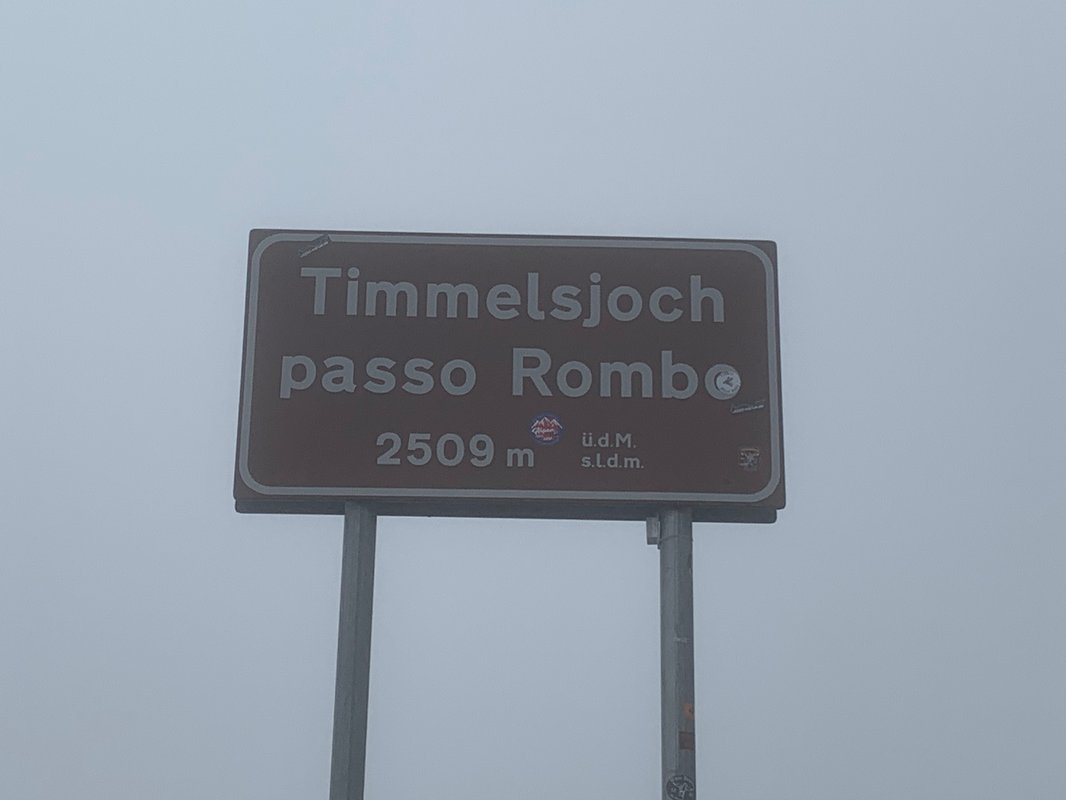 Timmelsjoch
passo Rombo
2509 m
ü.d.M.
s.l.d.m.